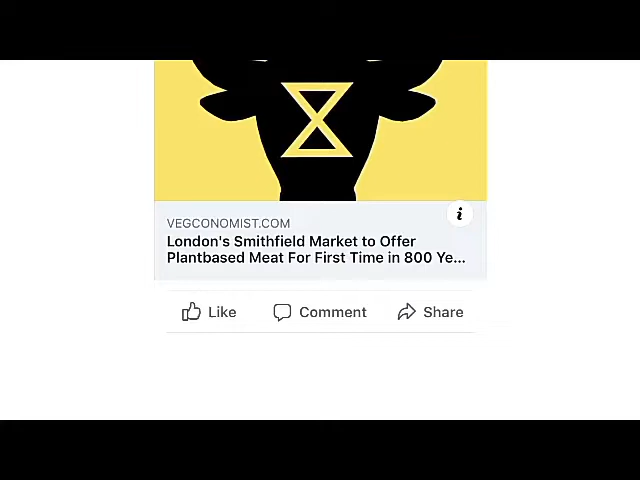 VEGCONOMIST.COM
London's Smithfield Market to Offer
Plantbased Meat For First Time in 800 Ye...
Like Comment Share